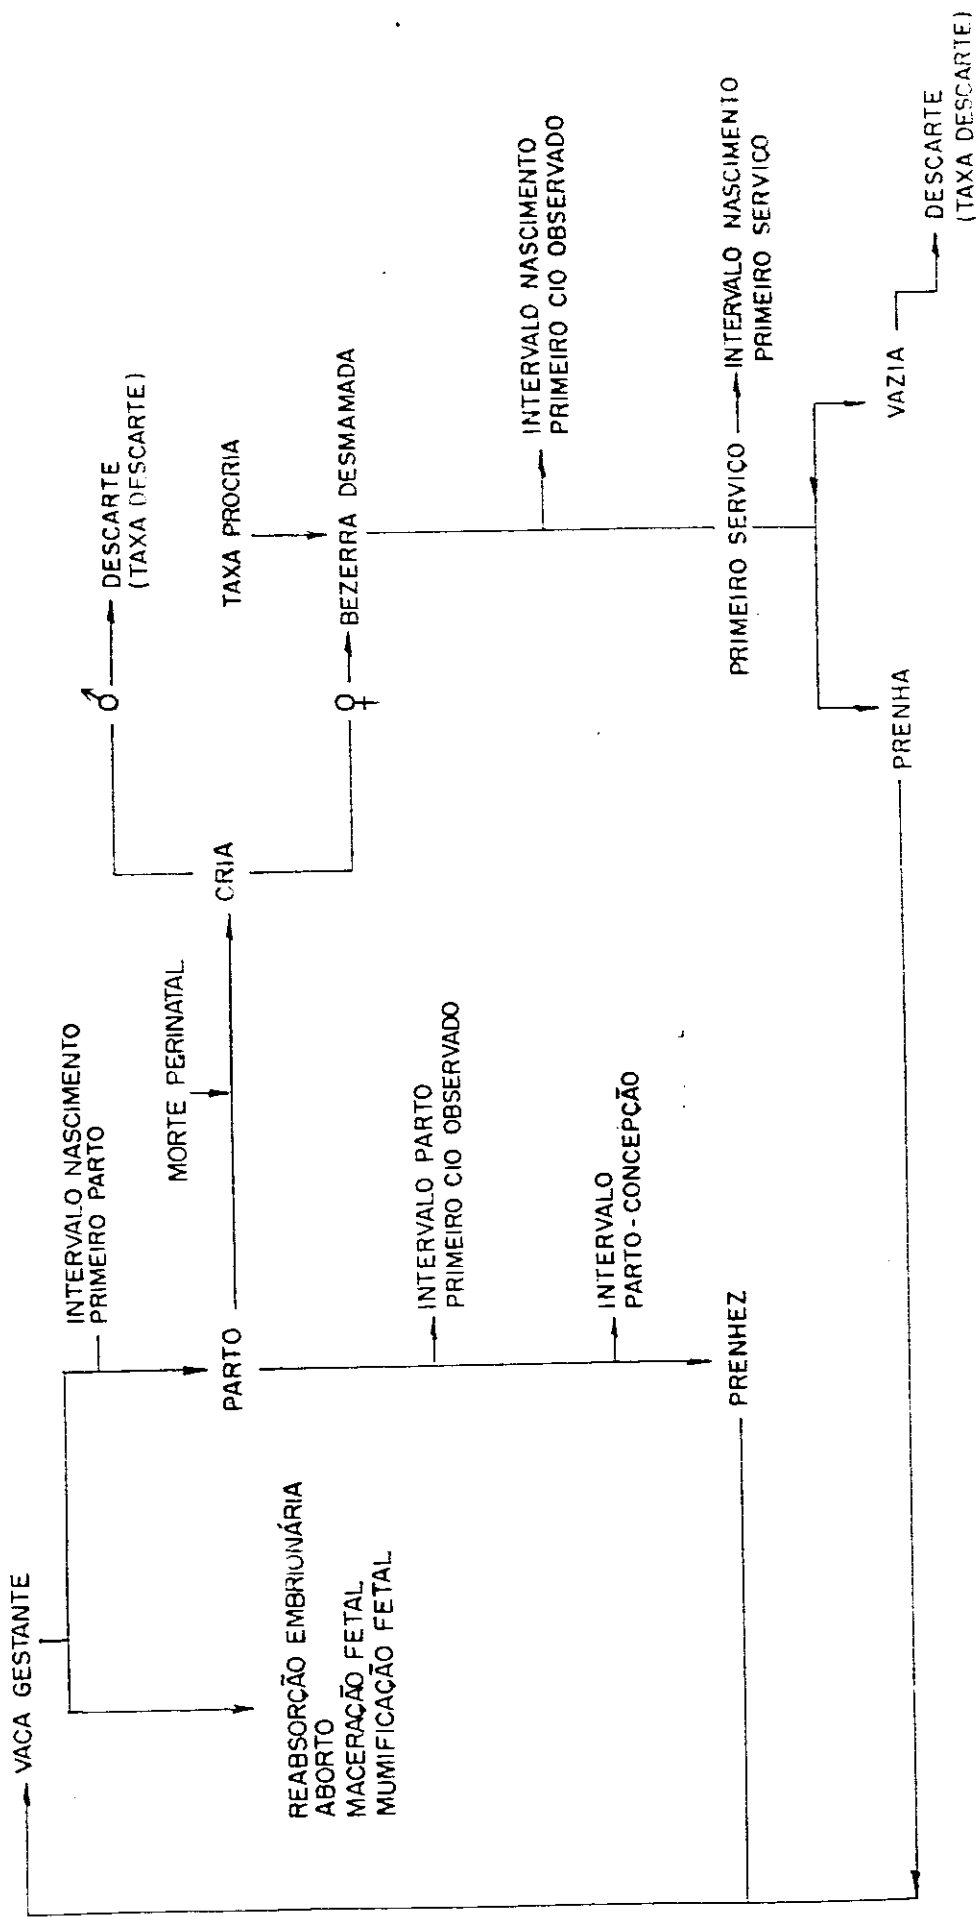 VACA GESTANTE
REABSORÇÃO EMBRIONÁRIA
ABORTO
MACERAÇÃO FETAL
MUMIFICAÇÃO FETAL
INTERVALO NASCIMENTO
PRIMEIRO PARTO
PARTO
MORTE PERINATAL
CRIA
INTERVALO PARTO
PRIMEIRO CIO OBSERVADO
INTERVALO
PARTO-CONCEPÇÃO
PRENHEZ
♂
DESCARTE
(TAXA DESCARTE)
TAXA PROCRIA
♀
BEZERRA DESMAMADA
INTERVALO NASCIMENTO
PRIMEIRO CIO OBSERVADO
PRIMEIRO SERVIÇO
INTERVALO NASCIMENTO
PRIMEIRO SERVIÇO
PRENHA
VAZIA
DESCARTE
(TAXA DESCARTE)